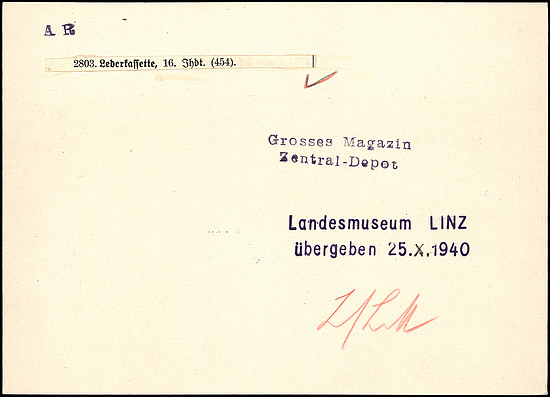 A R
2803. Lederkassette, 16. Jhdt. (454).
Grosses Magazin
Zentral-Depot
Landesmuseum LINZ
übergeben 25.X.1940